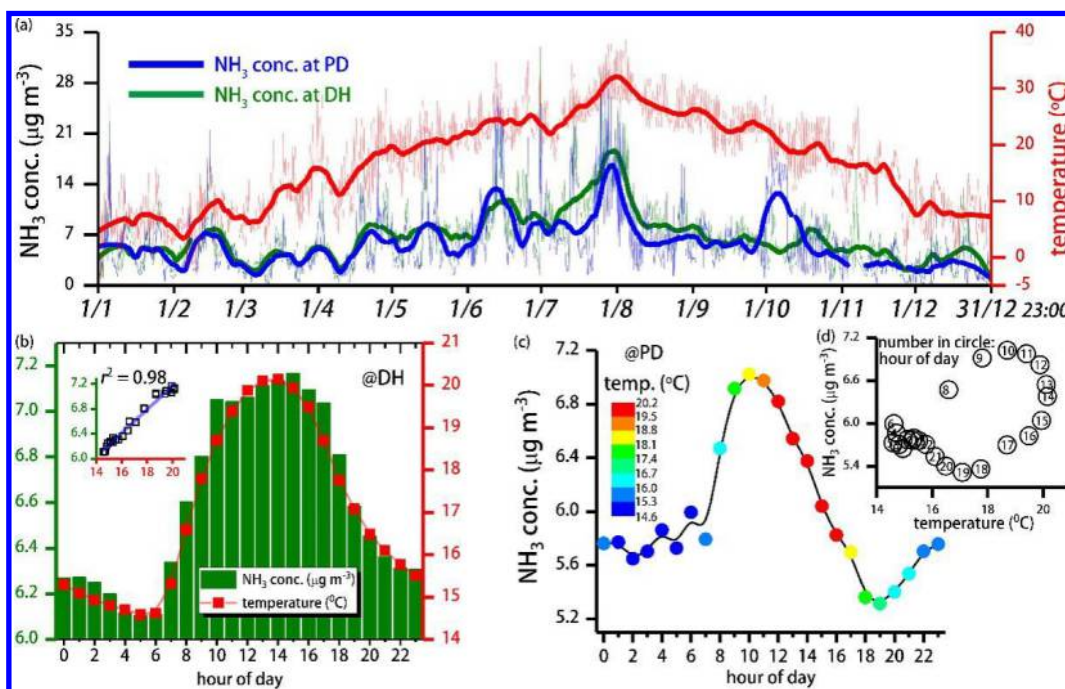 (a)
35
28
21
14
7
0
NH3 conc. (μg m-3)
NH3 conc. at PD
NH3 conc. at DH
40
30
20
10
0
-5
temperature (oC)
1/1 1/2 1/3 1/4 1/5 1/6 1/7 1/8 1/9 1/10 1/11 1/12 31/12 23:00
(b)
@DH
7.2
7.0
6.8
6.6
6.4
6.2
6.0
21
20
19
18
17
16
15
14
r2 = 0.98
7.2
6.6
6.4
6.0
14 16 18 20
NH3 conc. (μg m-3)
temperature (oC)
0 2 4 6 8 10 12 14 16 18 20 22
hour of day
(c)
@PD
NH3 conc. (μg m-3)
7.2
6.8
6.4
6.0
5.6
5.2
temp. (oC)
20.2
19.5
18.8
18.1
17.4
16.7
16.0
15.3
14.6
0 2 4 6 8 10 12 14 16 18 20 22
hour of day
(d)
number in circle:
hour of day
NH3 conc. (μg m-3)
7.2
6.6
6.0
5.4
9 10 11
12
8 13
14
6 15
16
17
21
20 19 18
14 16 18 20
temperature (oC)